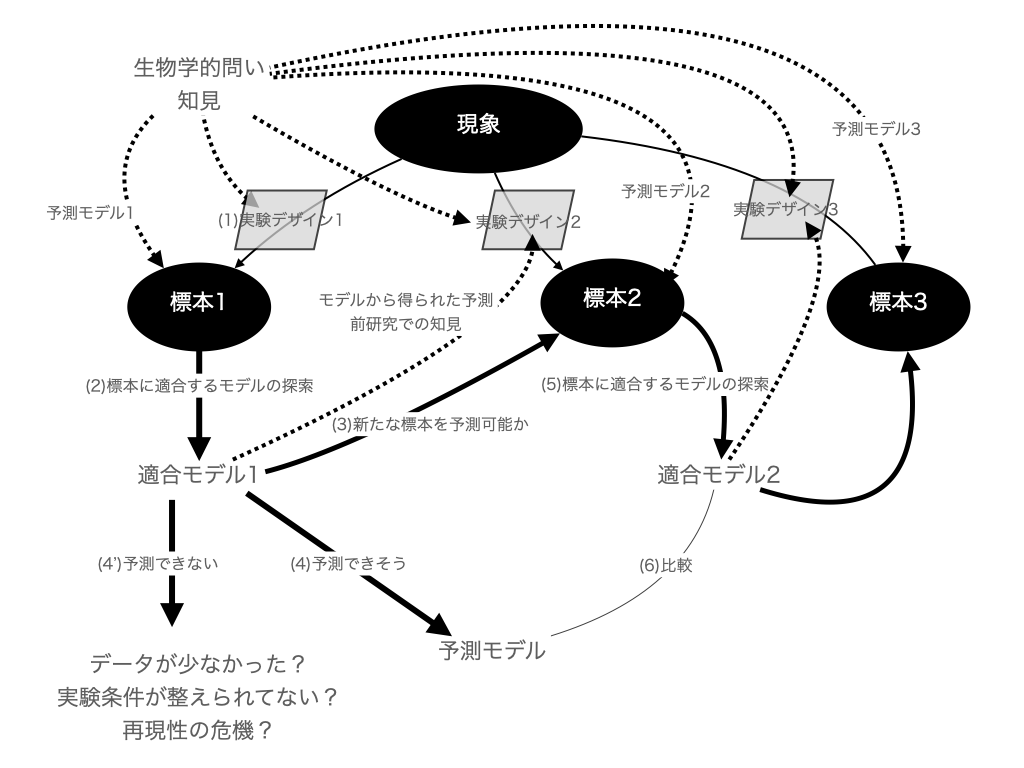 生物学的問い
知見
現象
予測モデル3
予測モデル1
(1)実験デザイン1
実験デザイン2
予測モデル2
実験デザイン3
標本1
モデルから得られた予測
前研究での知見
標本2
標本3
(2)標本に適合するモデルの探索
(5)標本に適合するモデルの探索
(3)新たな標本を予測可能か
適合モデル1
適合モデル2
(4')予測できない
(4)予測できそう
(6)比較
予測モデル
データが少なかった？
実験条件が整えられてない？
再現性の危機？